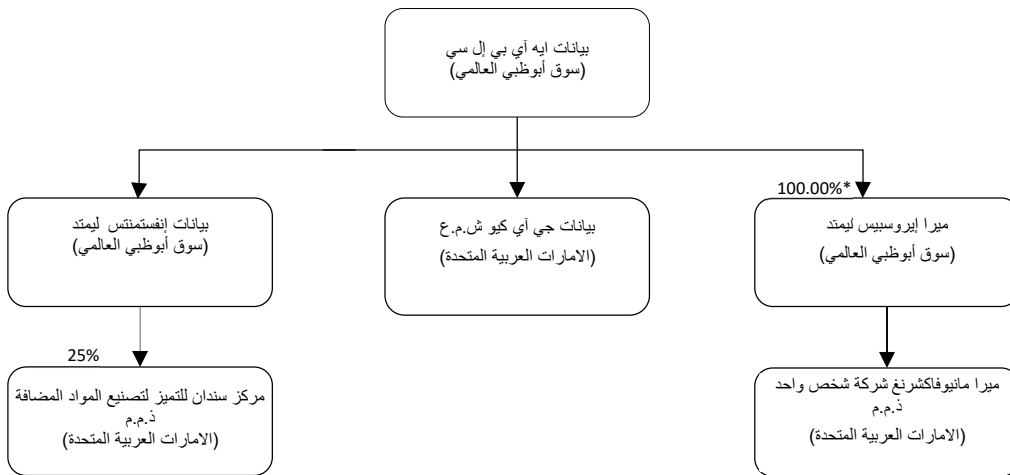 بيانات ايه آي بي إل سي
(سوق أبوظبي العالمي)
100.00%*
ميرا إيروسبيس ليمتد
(سوق أبوظبي العالمي)
بيانات جي آي كيو ش.م.ع
(الامارات العربية المتحدة)
بيانات إنفستمنتس ليمتد
(سوق أبوظبي العالمي)
ميرا مانيوفاكشرنغ شركة شخص واحد
ذ.م.م
(الامارات العربية المتحدة)
25%
مركز سندان للتميز لتصنيع المواد المضافة
ذ.م.م
(الامارات العربية المتحدة)